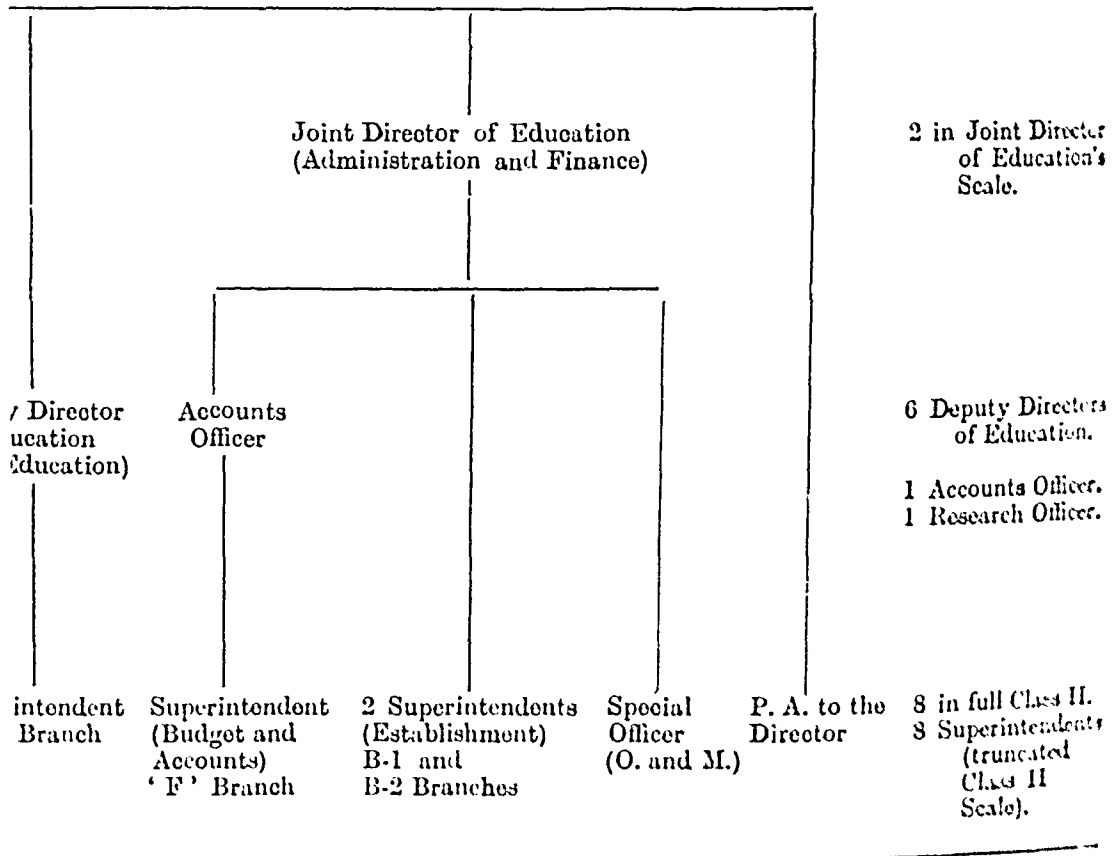 Joint Director of Education
(Administration and Finance)
2 in Joint Director
of Education's
Scale.
Director
ucation
Education)
Accounts
Officer
6 Deputy Directors
of Education.
1 Accounts Officer.
1 Research Officer.
intendent
Branch
Superintendent
(Budget and
Accounts)
‘ F’ Branch
2 Superintendents
(Establishment)
B-1 and
B-2 Branches
Special
Officer
(O. and M.)
P. A. to the
Director
8 in full Class II.
8 Superintendents
(truncated
Class II
Scale).